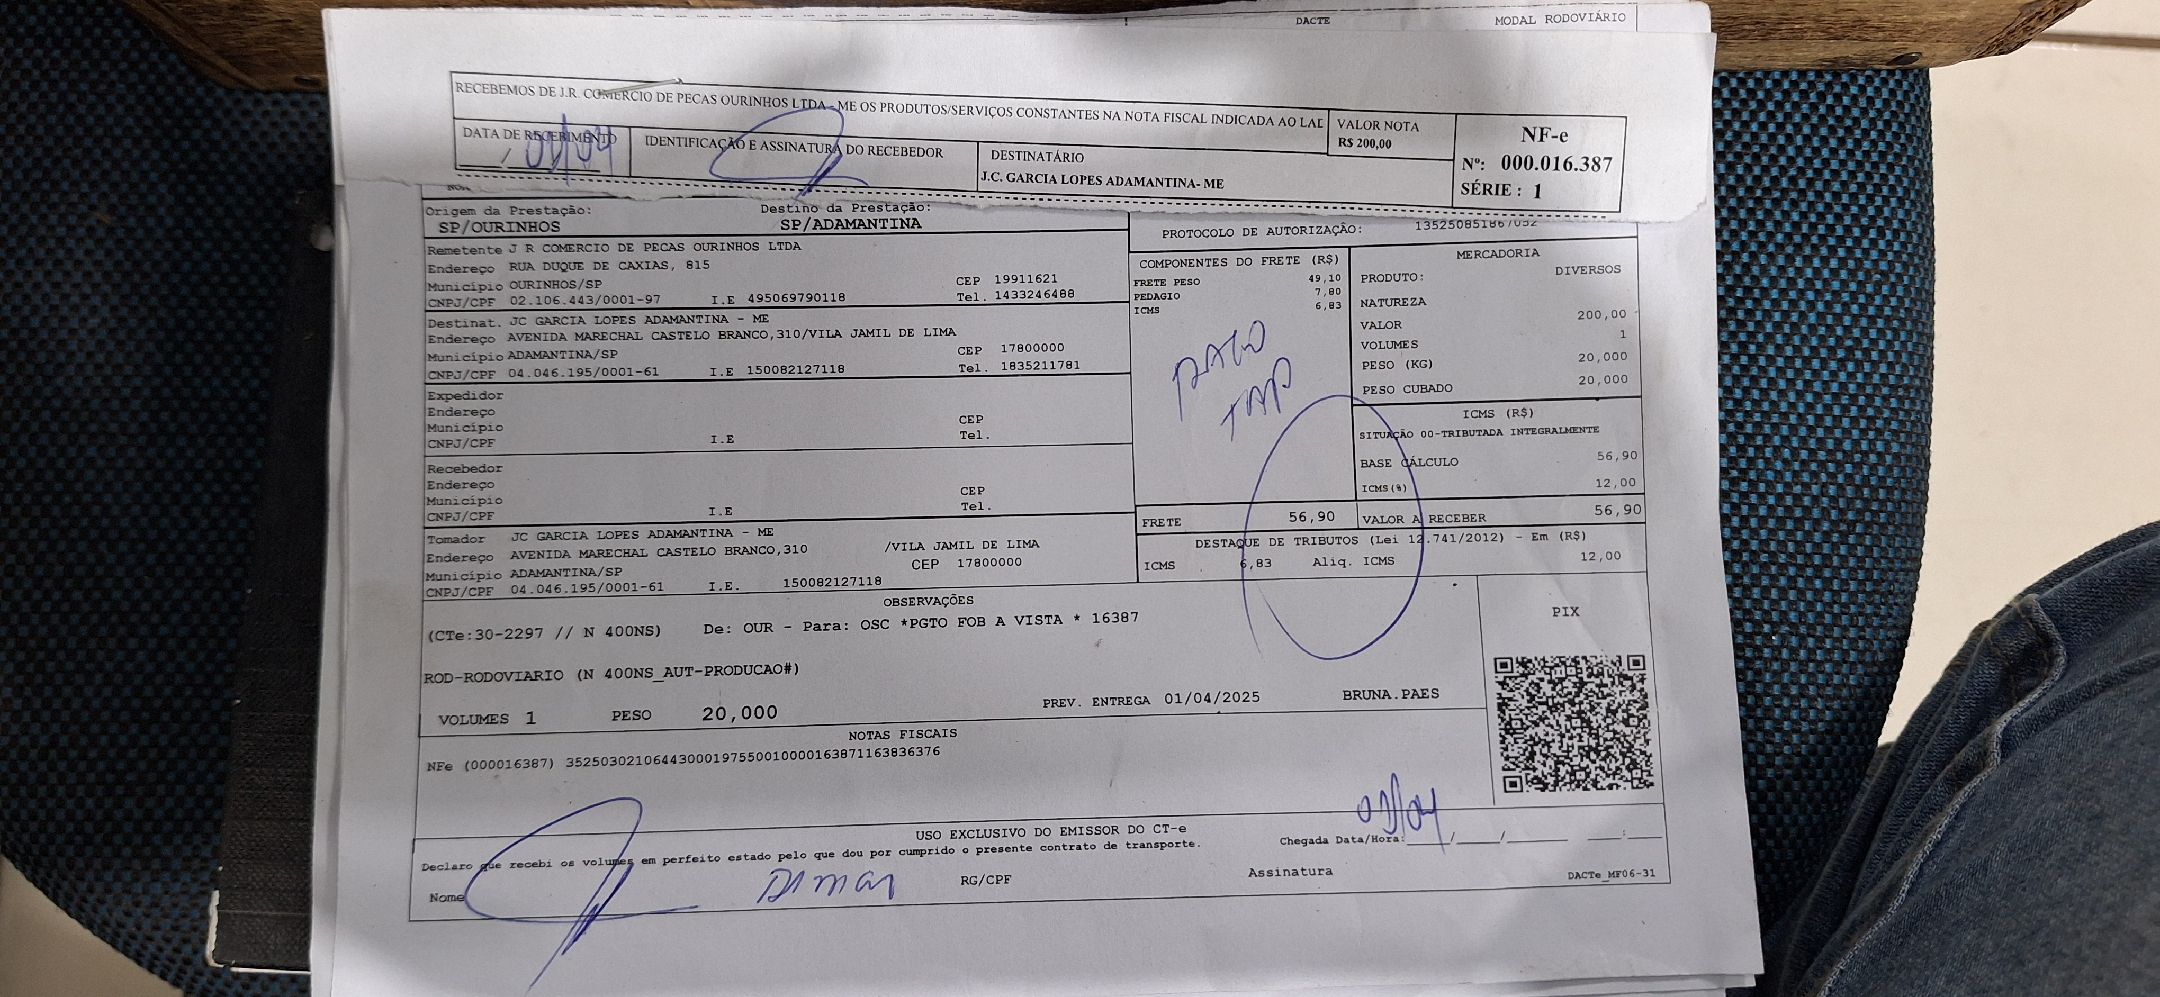 DACTE MODAL RODOVIÁRIO
RECEBEMOS DE J.R. COMERCIO DE PECAS OURINHOS LTDA - ME OS PRODUTOS/SERVIÇOS CONSTANTES NA NOTA FISCAL INDICADA AO LAD
VALOR NOTA
R$ 200,00
NF-e
Nº: 000.016.387
SÉRIE : 1
DATA DE RECEBIMENTO
01/04
IDENTIFICAÇÃO E ASSINATURA DO RECEBEDOR
DESTINATÁRIO
J.C. GARCIA LOPES ADAMANTINA- ME
Origem da Prestação: Destino da Prestação:
SP/OURINHOS SP/ADAMANTINA
PROTOCOLO DE AUTORIZAÇÃO:
Remetente J R COMERCIO DE PECAS OURINHOS LTDA
Endereço RUA DUQUE DE CAXIAS, 815
Município OURINHOS/SP CEP 19911621
CNPJ/CPF 02.106.443/0001-97 I.E 495069790118 Tel. 1433246488
Destinat. JC GARCIA LOPES ADAMANTINA - ME
Endereço AVENIDA MARECHAL CASTELO BRANCO,310/VILA JAMIL DE LIMA
Município ADAMANTINA/SP CEP 17800000
CNPJ/CPF 04.046.195/0001-61 I.E 150082127118 Tel. 1835211781
Expedidor
Endereço
Município CEP
CNPJ/CPF I.E Tel.
Recebedor
Endereço
Município CEP
CNPJ/CPF I.E Tel.
Tomador JC GARCIA LOPES ADAMANTINA - ME
Endereço AVENIDA MARECHAL CASTELO BRANCO,310 /VILA JAMIL DE LIMA
Município ADAMANTINA/SP CEP 17800000
CNPJ/CPF 04.046.195/0001-61 I.E. 150082127118
COMPONENTES DO FRETE (R$)
FRETE PESO 49,10
PEDAGIO 7,80
ICMS 6,83
PAGO
MERCADORIA
PRODUTO: DIVERSOS
NATUREZA
VALOR 200,00
VOLUMES 1
PESO (KG) 20,000
PESO CUBADO 20,000
ICMS (R$)
SITUAÇÃO 00-TRIBUTADA INTEGRALMENTE
BASE CÁLCULO 56,90
ICMS(%) 12,00
FRETE 56,90 VALOR A RECEBER 56,90
DESTAQUE DE TRIBUTOS (Lei 12.741/2012) - Em (R$)
ICMS 6,83 Aliq. ICMS 12,00
OBSERVAÇÕES
(CTe:30-2297 // N 400NS) De: OUR - Para: OSC *PGTO FOB A VISTA * 16387
ROD-RODOVIARIO (N 400NS_AUT-PRODUCAO#)
VOLUMES 1 PESO 20,000 PREV. ENTREGA 01/04/2025 BRUNA.PAES
PIX
NOTAS FISCAIS
NFe (000016387) 35250302106443000197550010000163871163836376
USO EXCLUSIVO DO EMISSOR DO CT-e
Declaro que recebi os volumes em perfeito estado pelo que dou por cumprido o presente contrato de transporte.
Chegada Data/Hora: 01/04 / / :
Nome RG/CPF Assinatura
DACTe_MF06-31